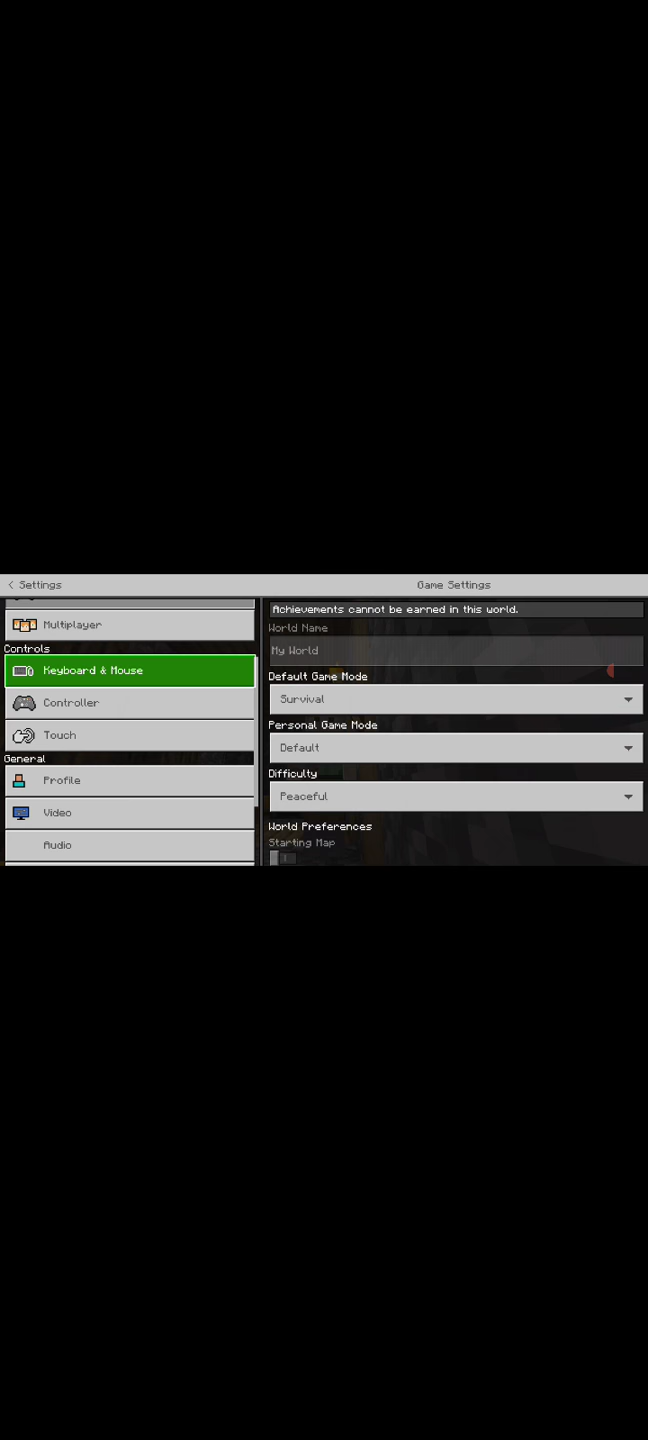 < Settings
Game Settings
Multiplayer
Controls
Keyboard & Mouse
Controller
Touch
General
Profile
Video
Audio
Achievements cannot be earned in this world.
World Name
My World
Default Game Mode
Survival
Personal Game Mode
Default
Difficulty
Peaceful
World Preferences
Starting Map